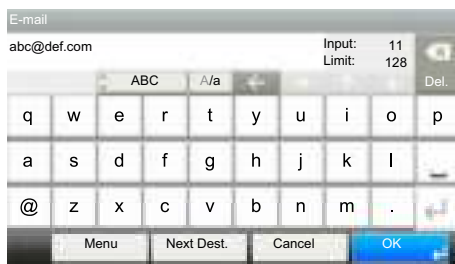 E-mail
abc@def.com
Input: 11
Limit: 128
Del.
ABC A/a
q w e r t y u i o p
a s d f g h j k l _
@ z x c v b n m .
Menu Next Dest. Cancel OK